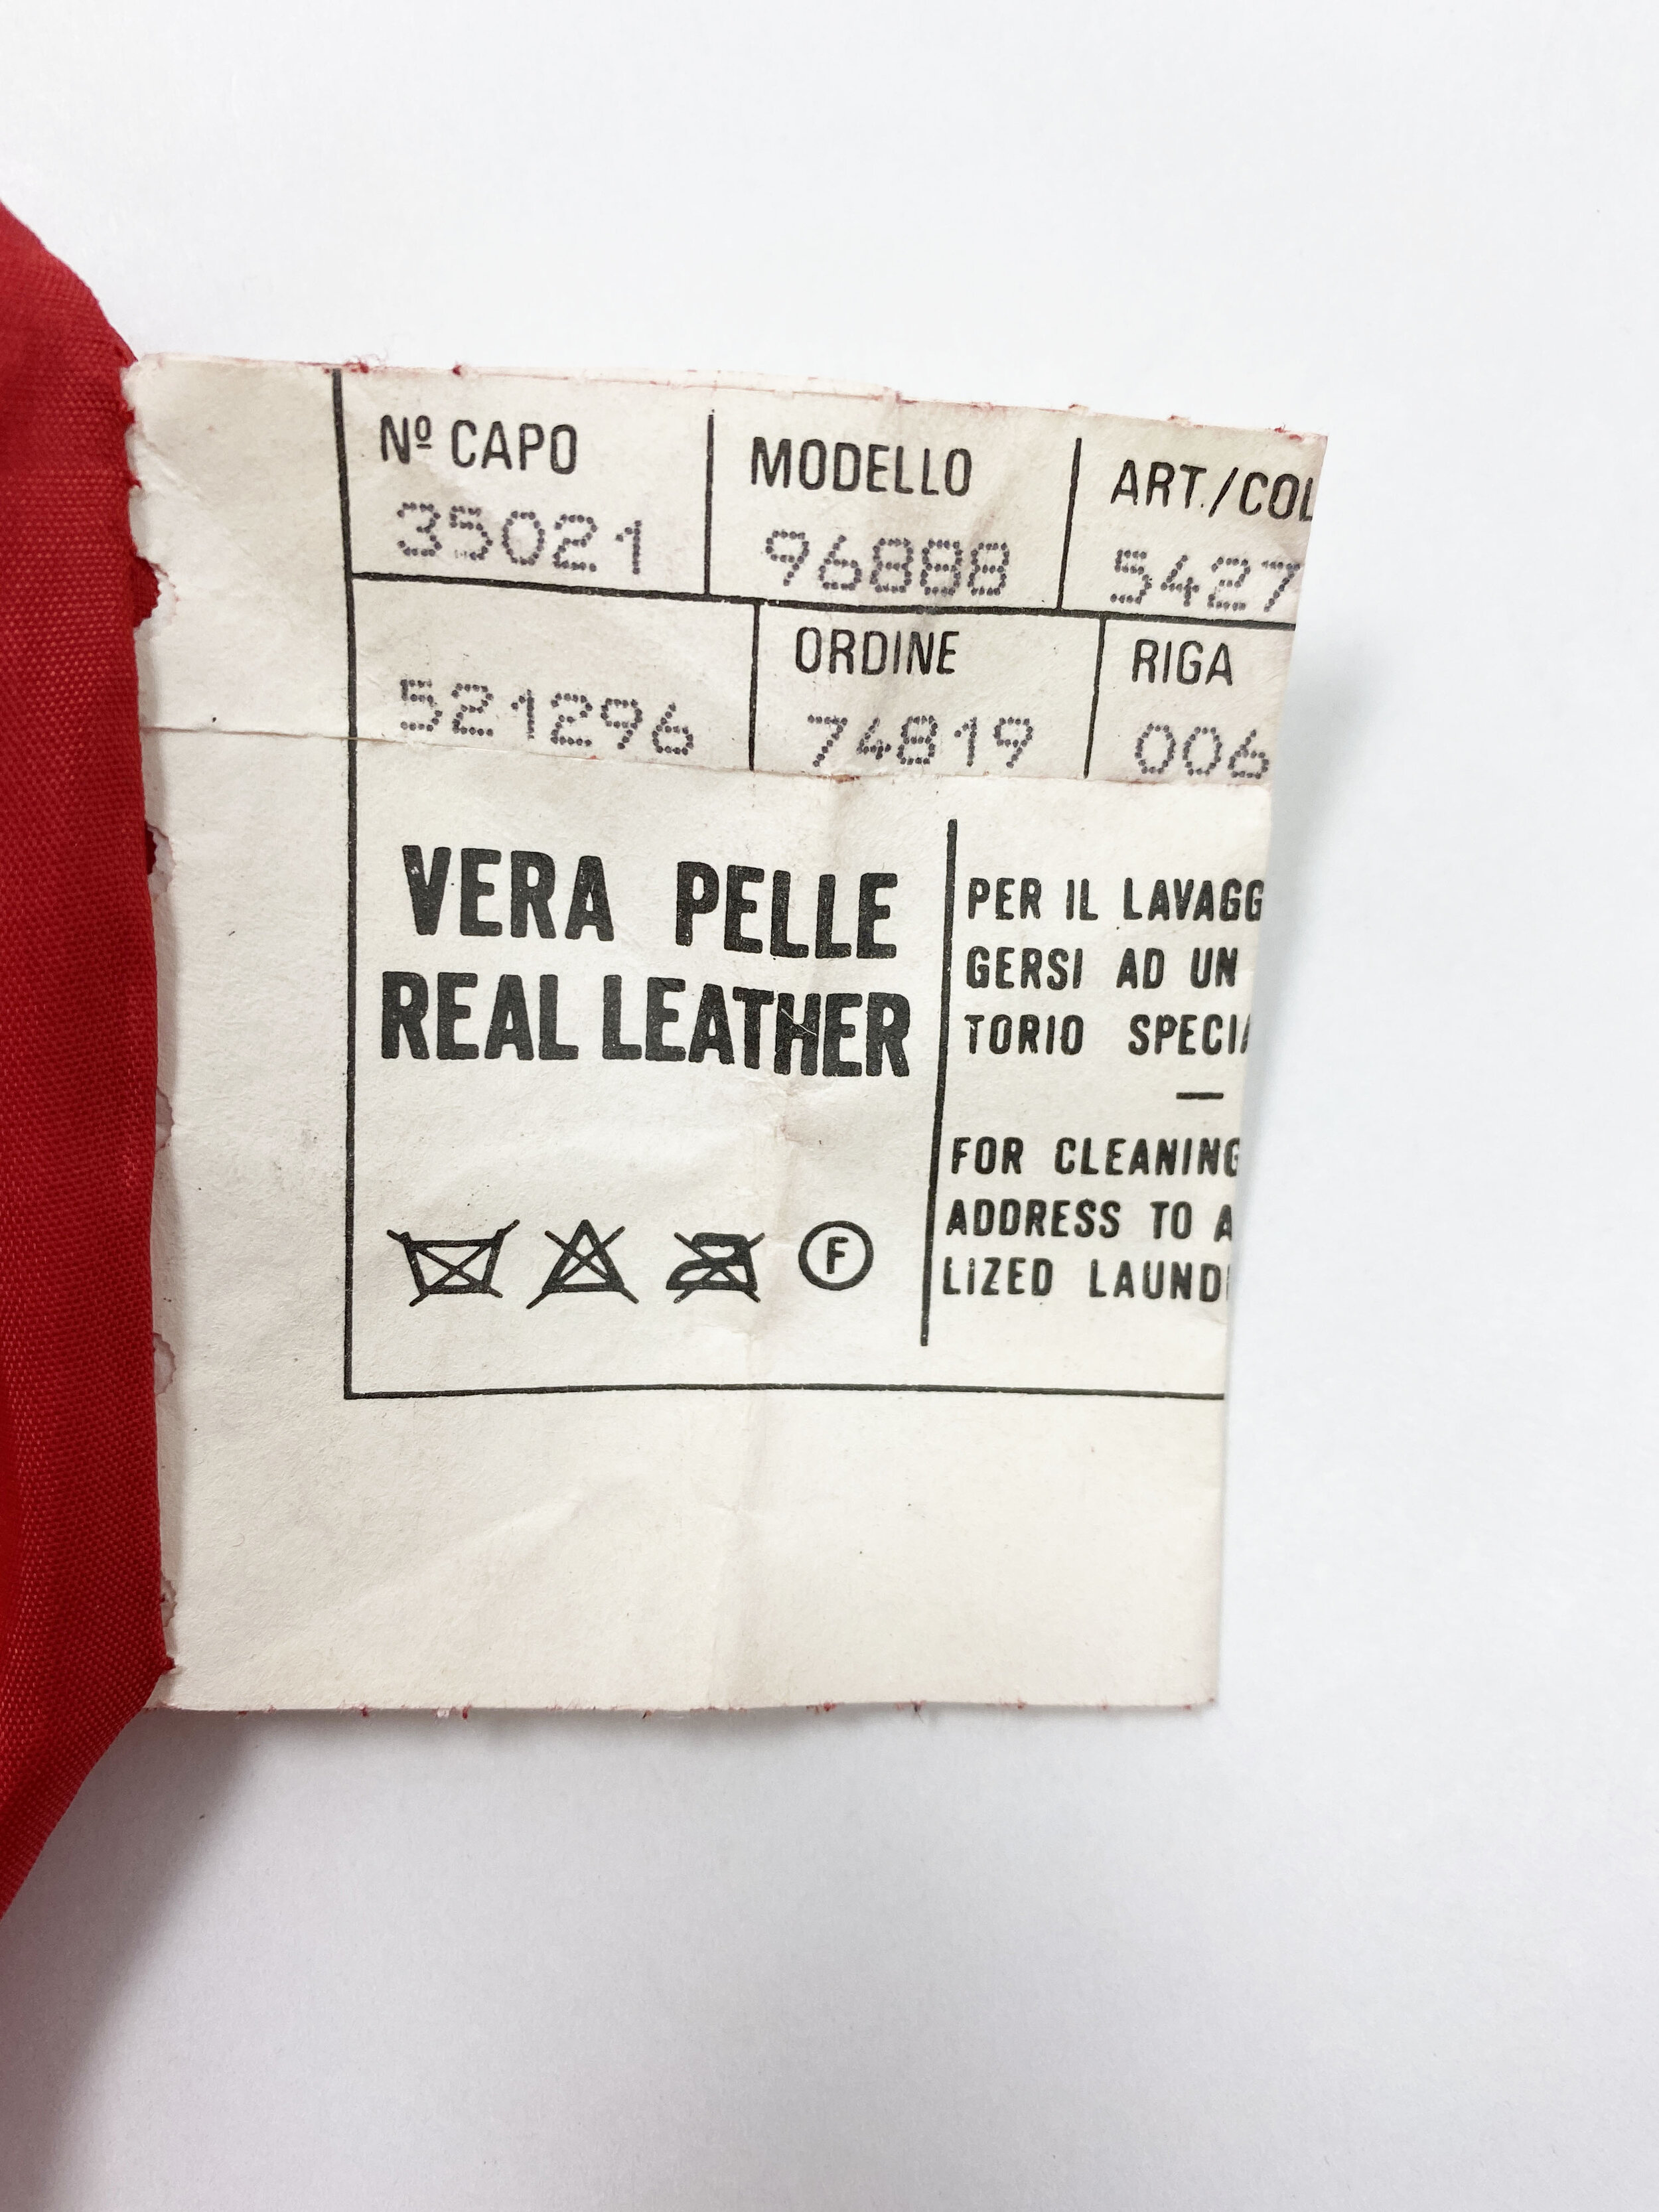 Nº CAPO MODELLO ART./COL
35021 96888 5427
ORDINE RIGA
521296 74819 006
VERA PELLE
REAL LEATHER
F
PER IL LAVAGG
GERSI AD UN
TORIO SPECIA
—
FOR CLEANING
ADDRESS TO A
LIZED LAUND